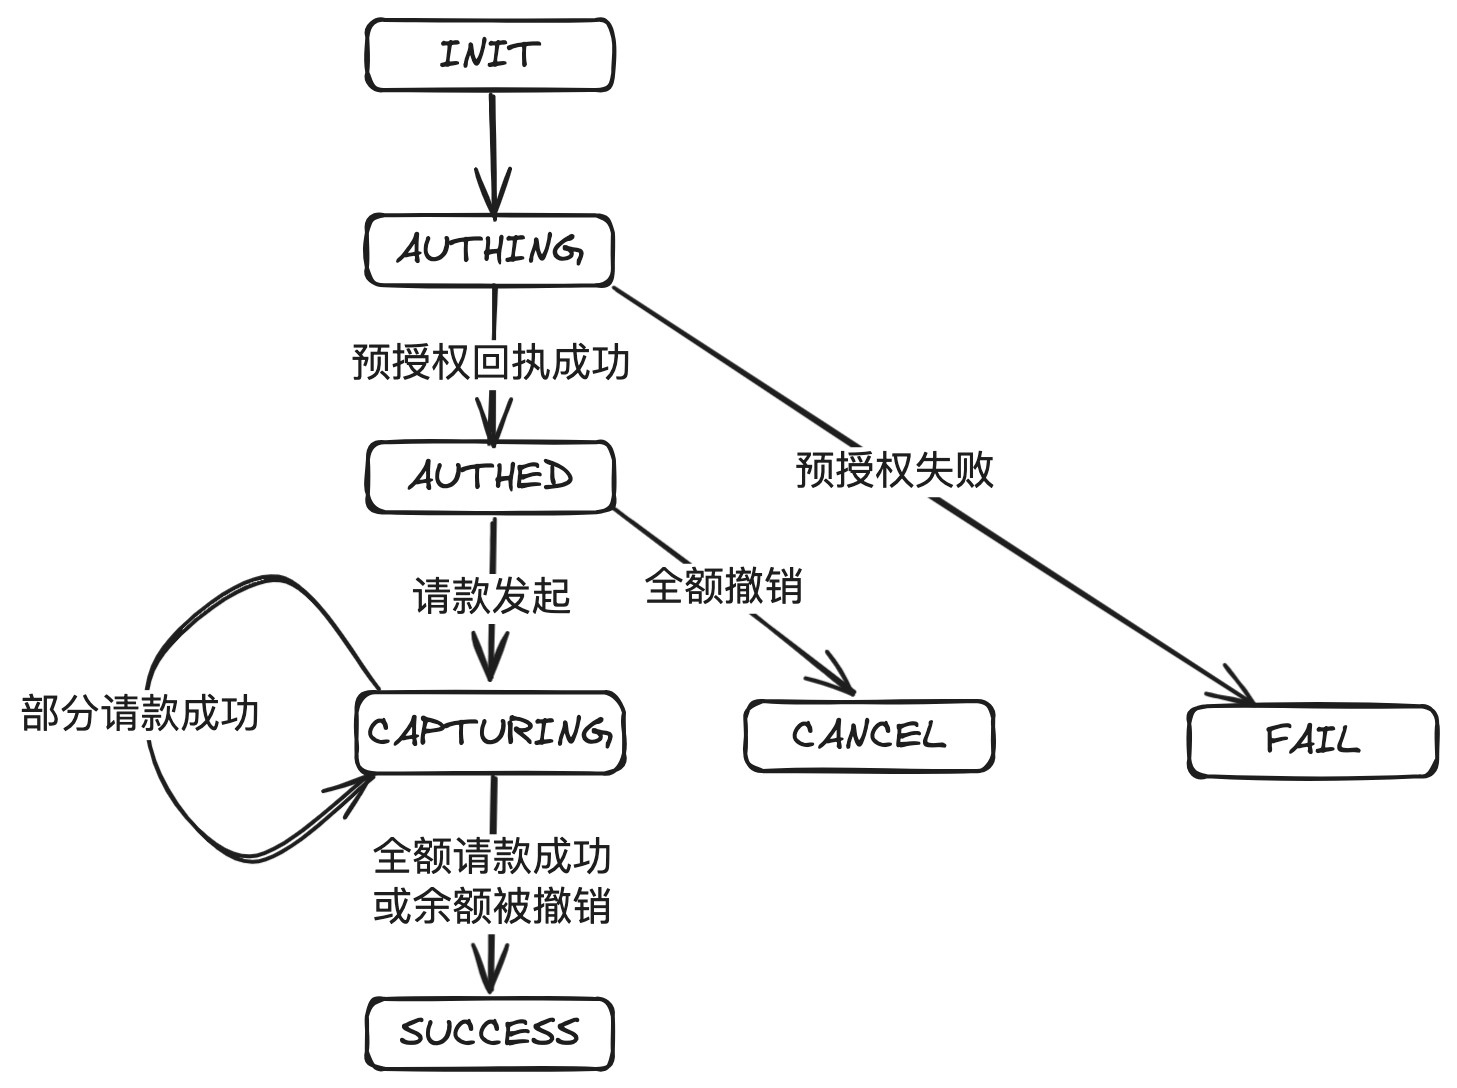 INIT
AUTHING
预授权回执成功
AUTHED
预授权失败
请款发起
全额撤销
部分请款成功
CAPTURING
CANCEL
FAIL
全额请款成功
或余额被撤销
SUCCESS